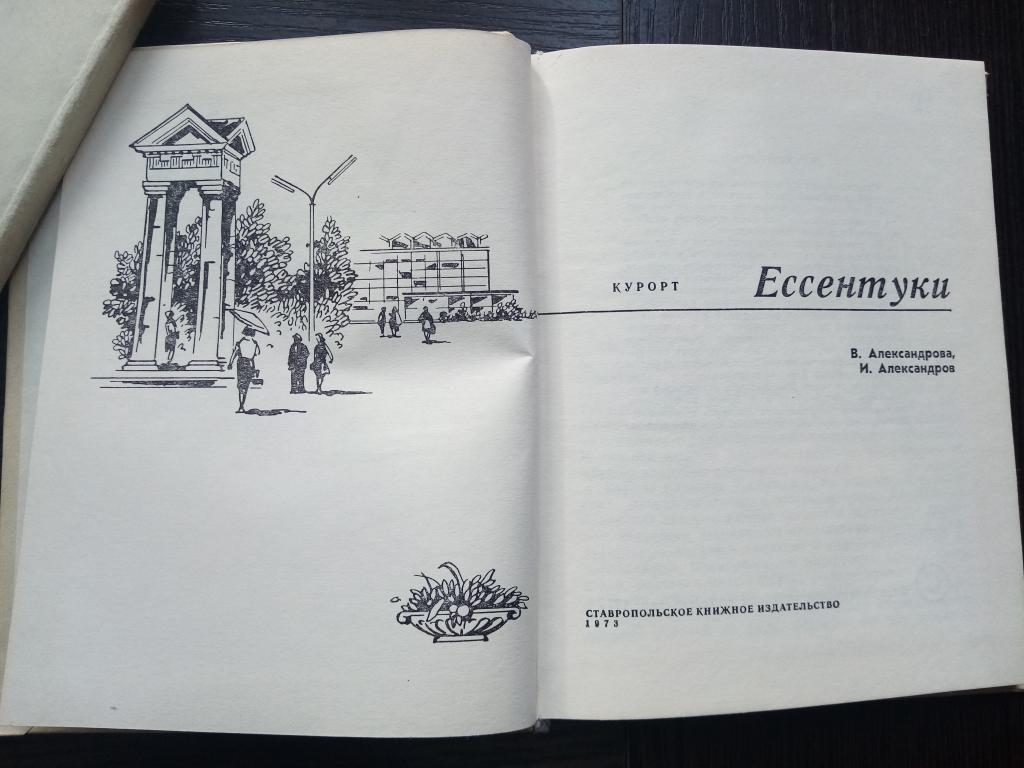 КУРОРТ Ессентуки
В. Александрова,
И. Александров
СТАВРОПОЛЬСКОЕ КНИЖНОЕ ИЗДАТЕЛЬСТВО
1973